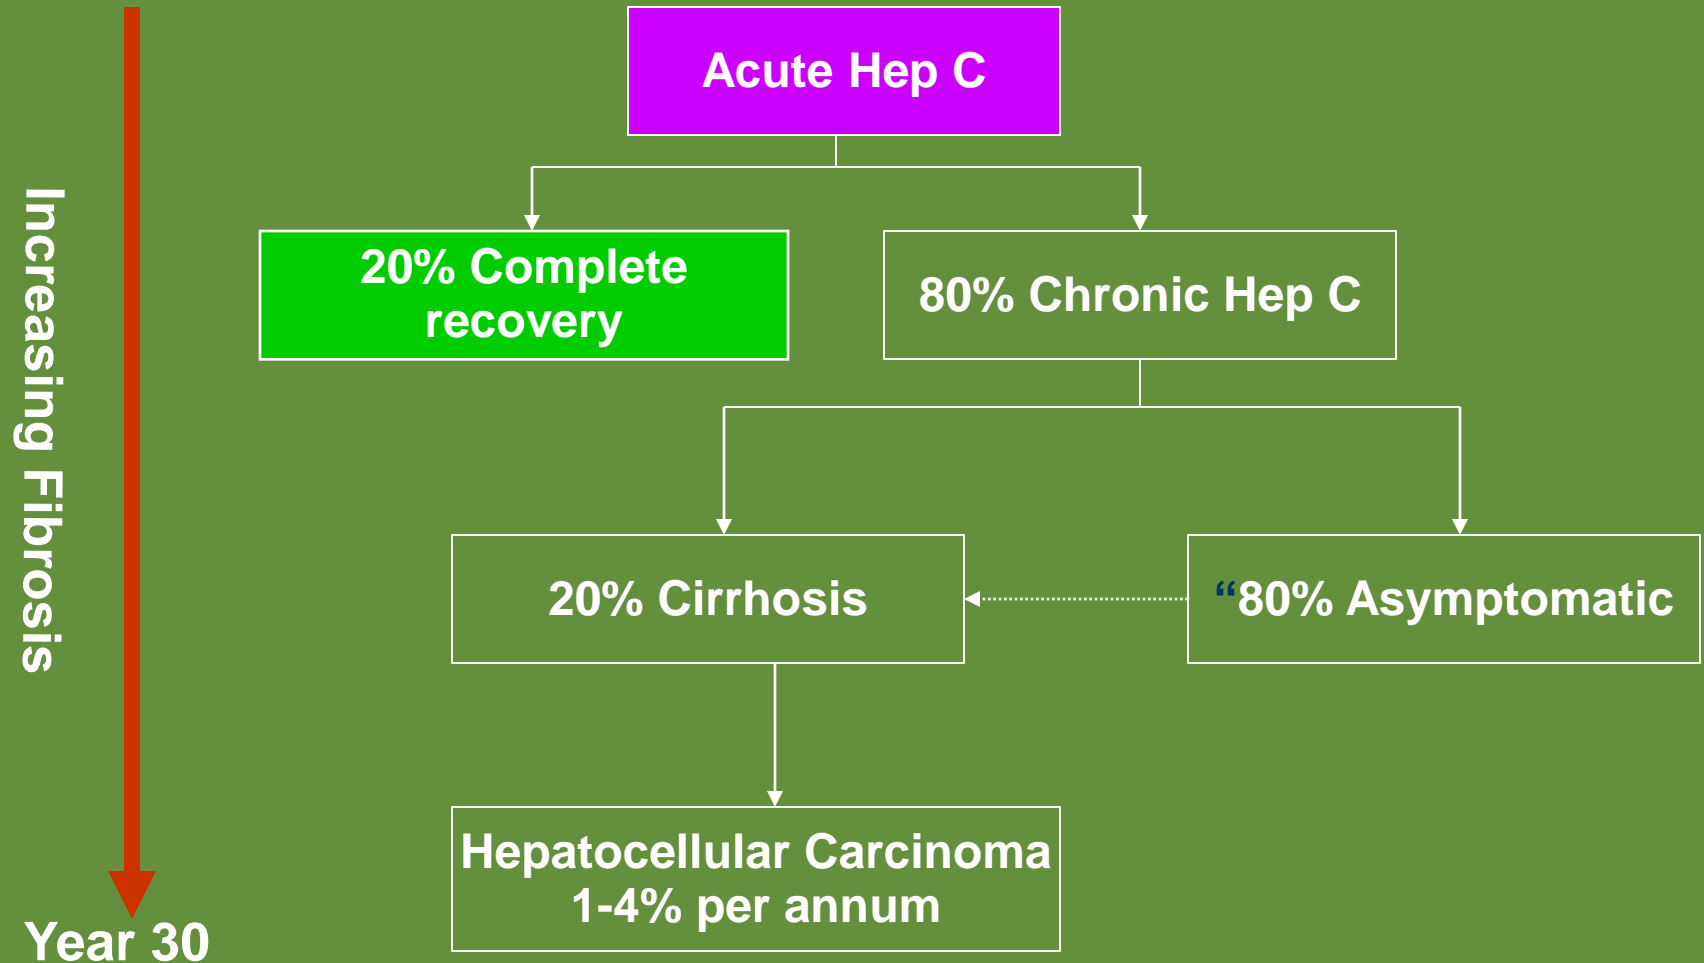 Acute Hep C
20% Complete
recovery
80% Chronic Hep C
Increasing Fibrosis
20% Cirrhosis
“80% Asymptomatic
Hepatocellular Carcinoma
1-4% per annum
Year 30